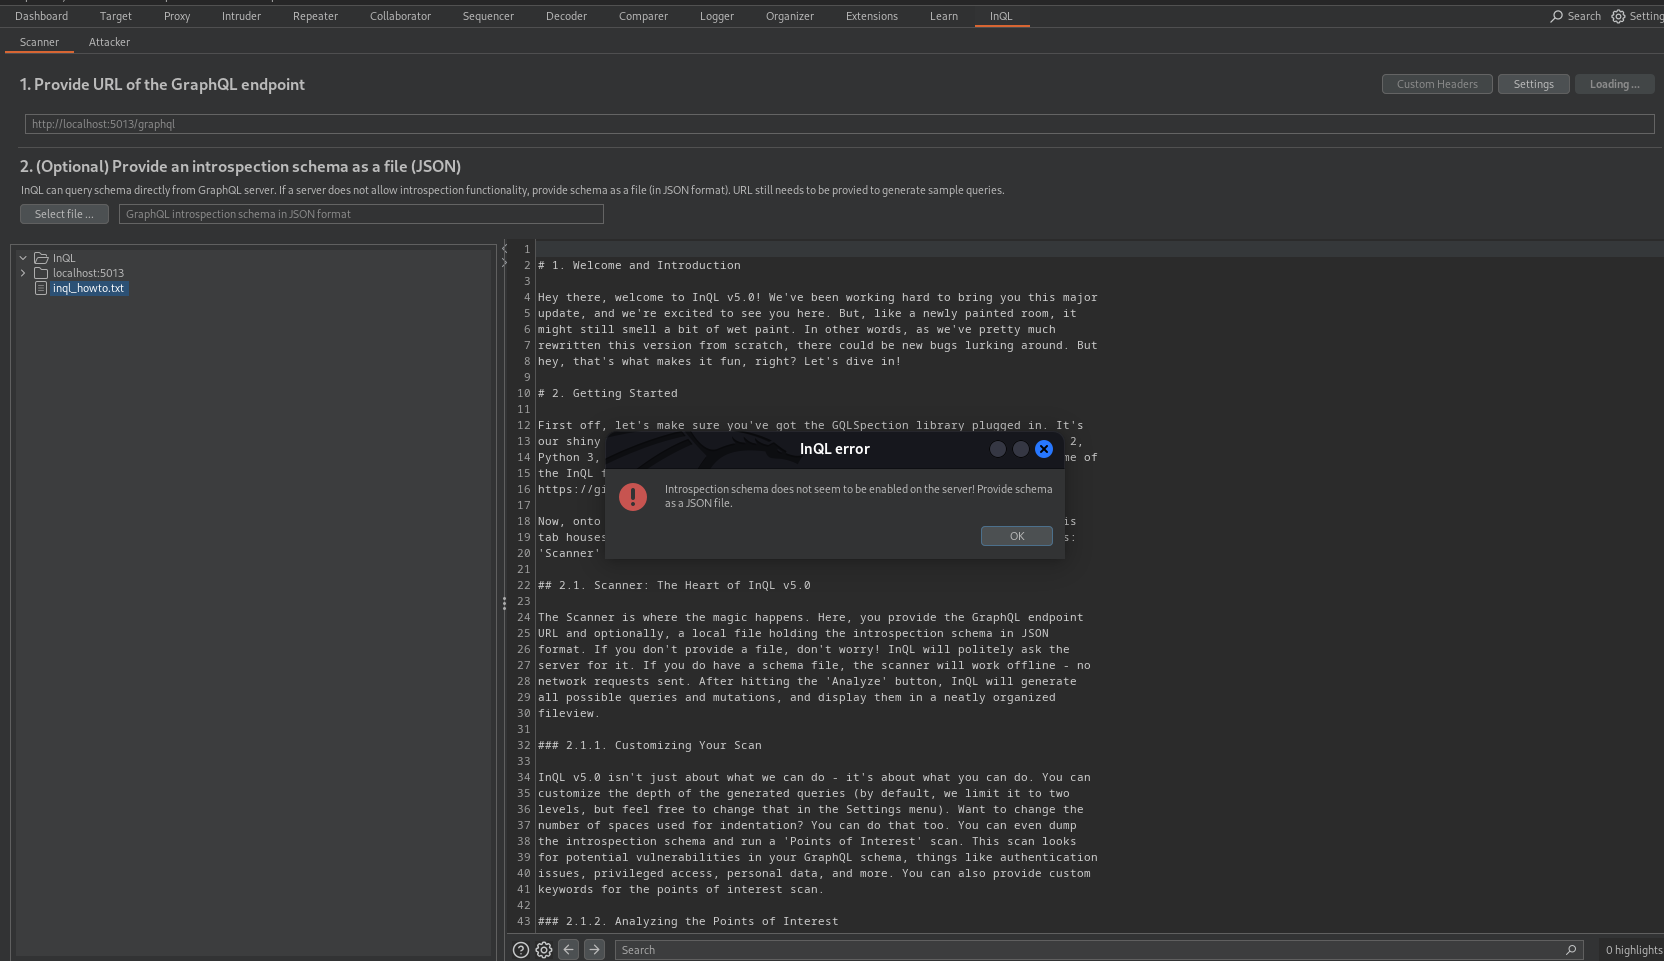 Dashboard Target Proxy Intruder Repeater Collaborator Sequencer Decoder Comparer Logger Organizer Extensions Learn InQL Search Setting
Scanner Attacker
1. Provide URL of the GraphQL endpoint
Custom Headers Settings Loading ...
http://localhost:5013/graphql
2. (Optional) Provide an introspection schema as a file (JSON)
InQL can query schema directly from GraphQL server. If a server does not allow introspection functionality, provide schema as a file (in JSON format). URL still needs to be provied to generate sample queries.
Select file ... GraphQL introspection schema in JSON format
InQL
localhost:5013
inql_howto.txt
1
2 # 1. Welcome and Introduction
3
4 Hey there, welcome to InQL v5.0! We've been working hard to bring you this major
5 update, and we're excited to see you here. But, like a newly painted room, it
6 might still smell a bit of wet paint. In other words, as we've pretty much
7 rewritten this version from scratch, there could be new bugs lurking around. But
8 hey, that's what makes it fun, right? Let's dive in!
9
10 # 2. Getting Started
11
12 First off, let's make sure you've got the GQLSpection library plugged in. It's
13 our shiny 2,
14 Python 3, me of
15 the InQL f
16 https://gi
17
18 Now, onto is
19 tab houses s:
20 'Scanner'
21
22 ## 2.1. Scanner: The Heart of InQL v5.0
23
24 The Scanner is where the magic happens. Here, you provide the GraphQL endpoint
25 URL and optionally, a local file holding the introspection schema in JSON
26 format. If you don't provide a file, don't worry! InQL will politely ask the
27 server for it. If you do have a schema file, the scanner will work offline - no
28 network requests sent. After hitting the 'Analyze' button, InQL will generate
29 all possible queries and mutations, and display them in a neatly organized
30 fileview.
31
32 ### 2.1.1. Customizing Your Scan
33
34 InQL v5.0 isn't just about what we can do - it's about what you can do. You can
35 customize the depth of the generated queries (by default, we limit it to two
36 levels, but feel free to change that in the Settings menu). Want to change the
37 number of spaces used for indentation? You can do that too. You can even dump
38 the introspection schema and run a 'Points of Interest' scan. This scan looks
39 for potential vulnerabilities in your GraphQL schema, things like authentication
40 issues, privileged access, personal data, and more. You can also provide custom
41 keywords for the points of interest scan.
42
43 ### 2.1.2. Analyzing the Points of Interest
InQL error
Introspection schema does not seem to be enabled on the server! Provide schema
as a JSON file.
OK
Search 0 highlights